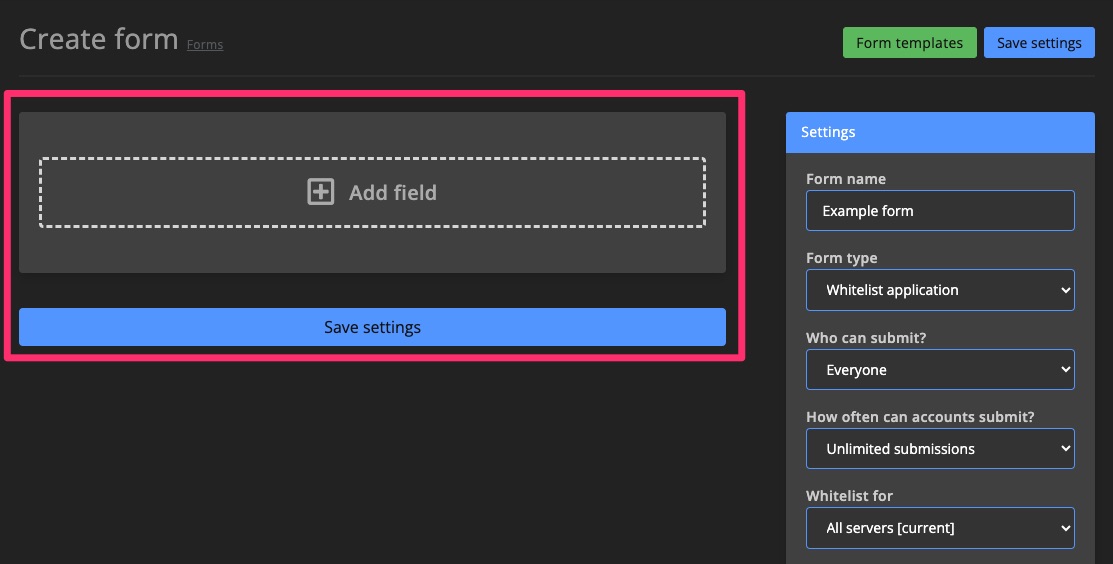 Create form Forms
Form templates
Save settings
Add field
Save settings
Settings
Form name
Example form
Form type
Whitelist application
Who can submit?
Everyone
How often can accounts submit?
Unlimited submissions
Whitelist for
All servers [current]